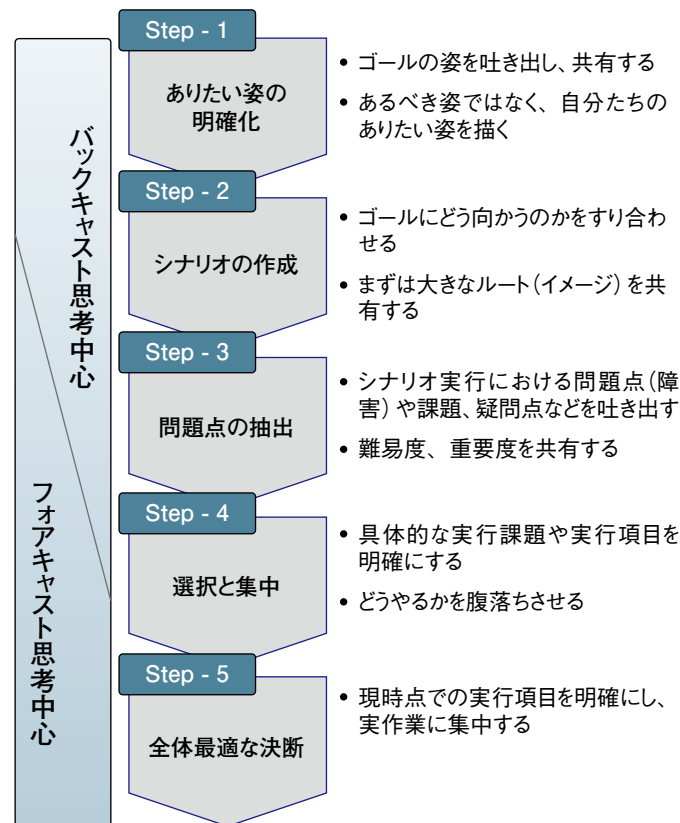 バックキャスト思考中心
フォアキャスト思考中心
Step - 1
ありたい姿の
明確化
• ゴールの姿を吐き出し、共有する
• あるべき姿ではなく、自分たちの
ありたい姿を描く
Step - 2
シナリオの作成
• ゴールにどう向かうのかをすり合わ
せる
• まずは大きなルート（イメージ）を共
有する
Step - 3
問題点の抽出
• シナリオ実行における問題点（障
害）や課題、疑問点などを吐き出す
• 難易度、重要度を共有する
Step - 4
選択と集中
• 具体的な実行課題や実行項目を
明確にする
• どうやるかを腹落ちさせる
Step - 5
全体最適な決断
• 現時点での実行項目を明確にし、
実作業に集中する